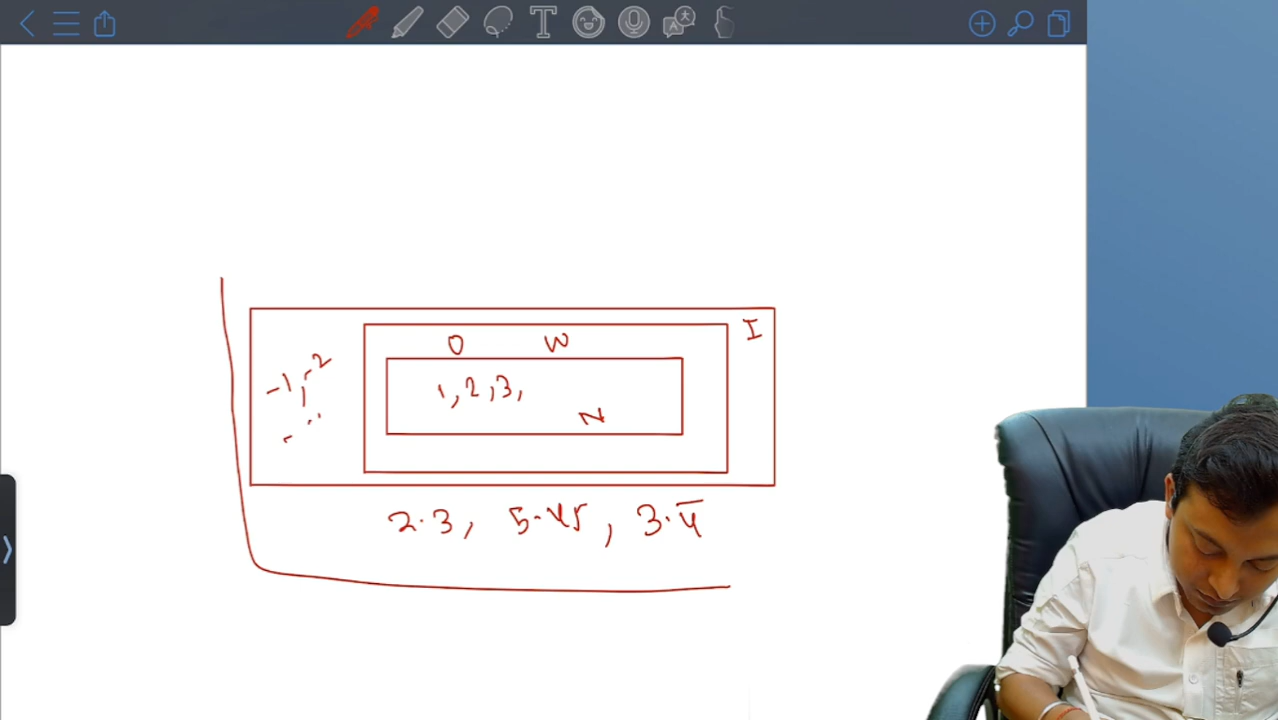 0 W I
-1, -2
1, 2, 3,
...
N
2.3, 5.45, 3.4̅